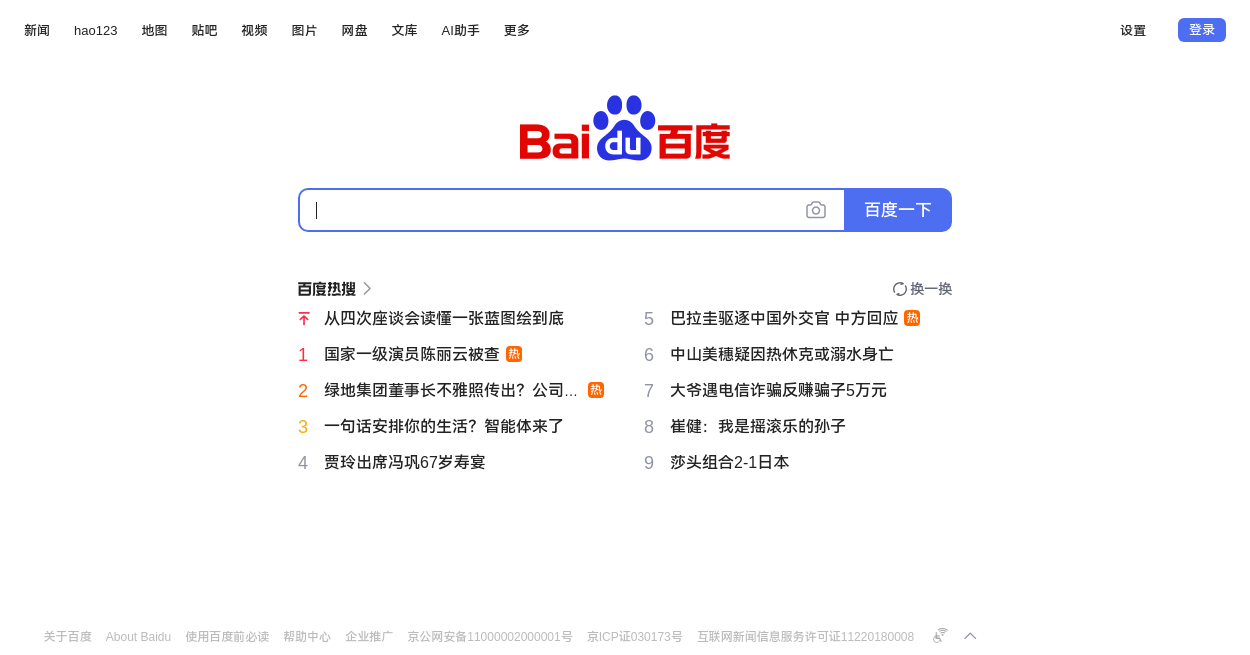 新闻 hao123 地图 贴吧 视频 图片 网盘 文库 AI助手 更多 设置 登录
Baidu百度
百度一下
百度热搜 换一换
从四次座谈会读懂一张蓝图绘到底
1 国家一级演员陈丽云被查 热
2 绿地集团董事长不雅照传出？公司... 热
3 一句话安排你的生活？智能体来了
4 贾玲出席冯巩67岁寿宴
5 巴拉圭驱逐中国外交官 中方回应 热
6 中山美穗疑因热休克或溺水身亡
7 大爷遇电信诈骗反赚骗子5万元
8 崔健：我是摇滚乐的孙子
9 莎头组合2-1日本
关于百度 About Baidu 使用百度前必读 帮助中心 企业推广 京公网安备11000002000001号 京ICP证030173号 互联网新闻信息服务许可证11220180008